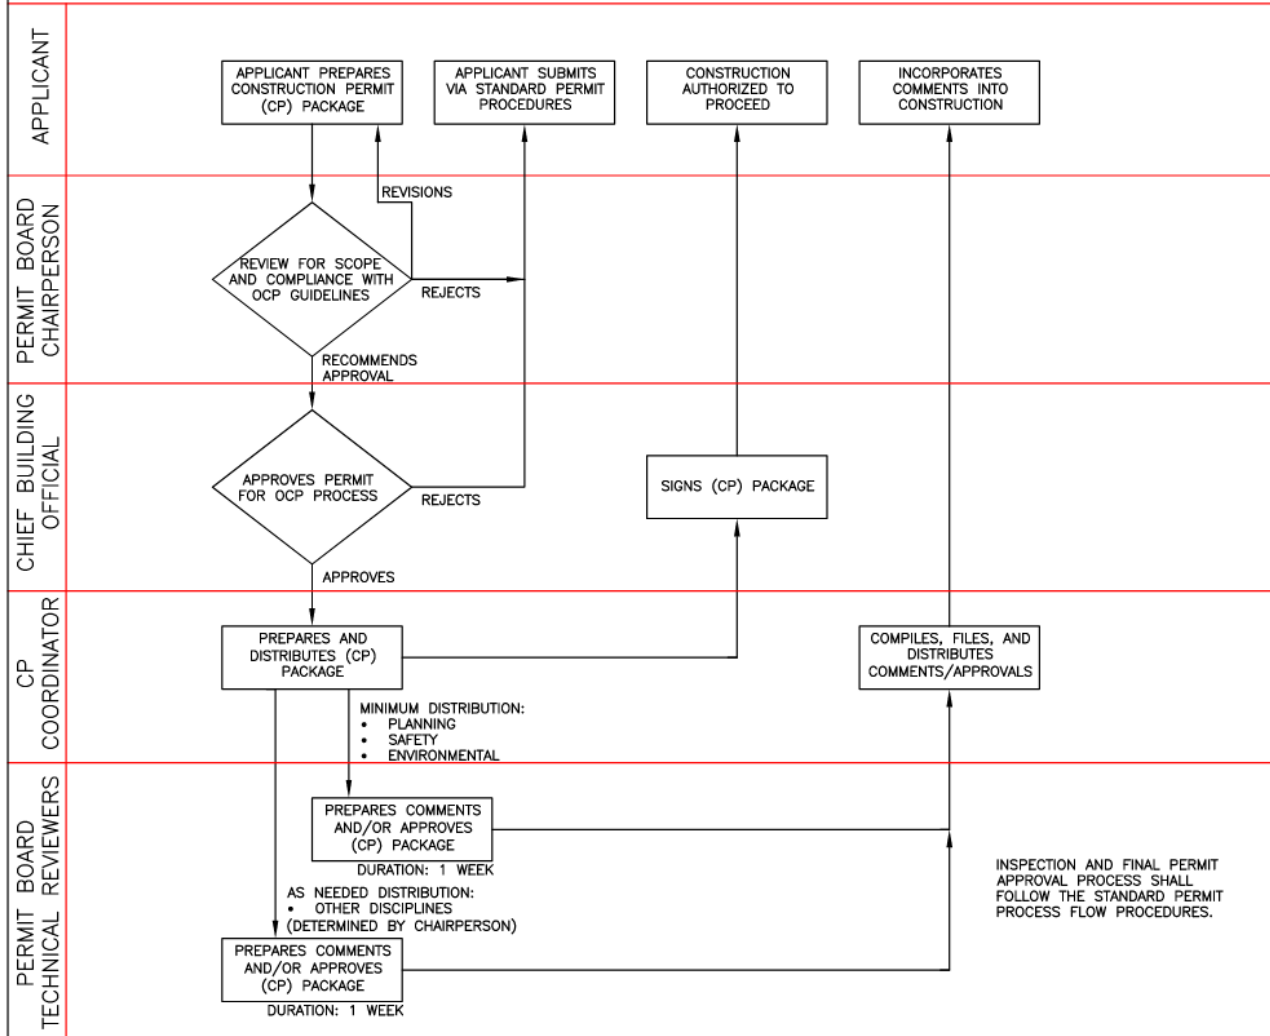 APPLICANT
APPLICANT PREPARES
CONSTRUCTION PERMIT
(CP) PACKAGE
APPLICANT SUBMITS
VIA STANDARD PERMIT
PROCEDURES
CONSTRUCTION
AUTHORIZED TO
PROCEED
INCORPORATES
COMMENTS INTO
CONSTRUCTION
PERMIT BOARD
CHAIRPERSON
REVISIONS
REVIEW FOR SCOPE
AND COMPLIANCE WITH
OCP GUIDELINES
REJECTS
RECOMMENDS
APPROVAL
CHIEF BUILDING
OFFICIAL
APPROVES PERMIT
FOR OCP PROCESS
REJECTS
SIGNS (CP) PACKAGE
APPROVES
CP
COORDINATOR
PREPARES AND
DISTRIBUTES (CP)
PACKAGE
COMPILES, FILES, AND
DISTRIBUTES
COMMENTS/APPROVALS
MINIMUM DISTRIBUTION:
• PLANNING
• SAFETY
• ENVIRONMENTAL
PERMIT BOARD
TECHNICAL REVIEWERS
PREPARES COMMENTS
AND/OR APPROVES
(CP) PACKAGE
DURATION: 1 WEEK
AS NEEDED DISTRIBUTION:
• OTHER DISCIPLINES
(DETERMINED BY CHAIRPERSON)
PREPARES COMMENTS
AND/OR APPROVES
(CP) PACKAGE
DURATION: 1 WEEK
INSPECTION AND FINAL PERMIT
APPROVAL PROCESS SHALL
FOLLOW THE STANDARD PERMIT
PROCESS FLOW PROCEDURES.